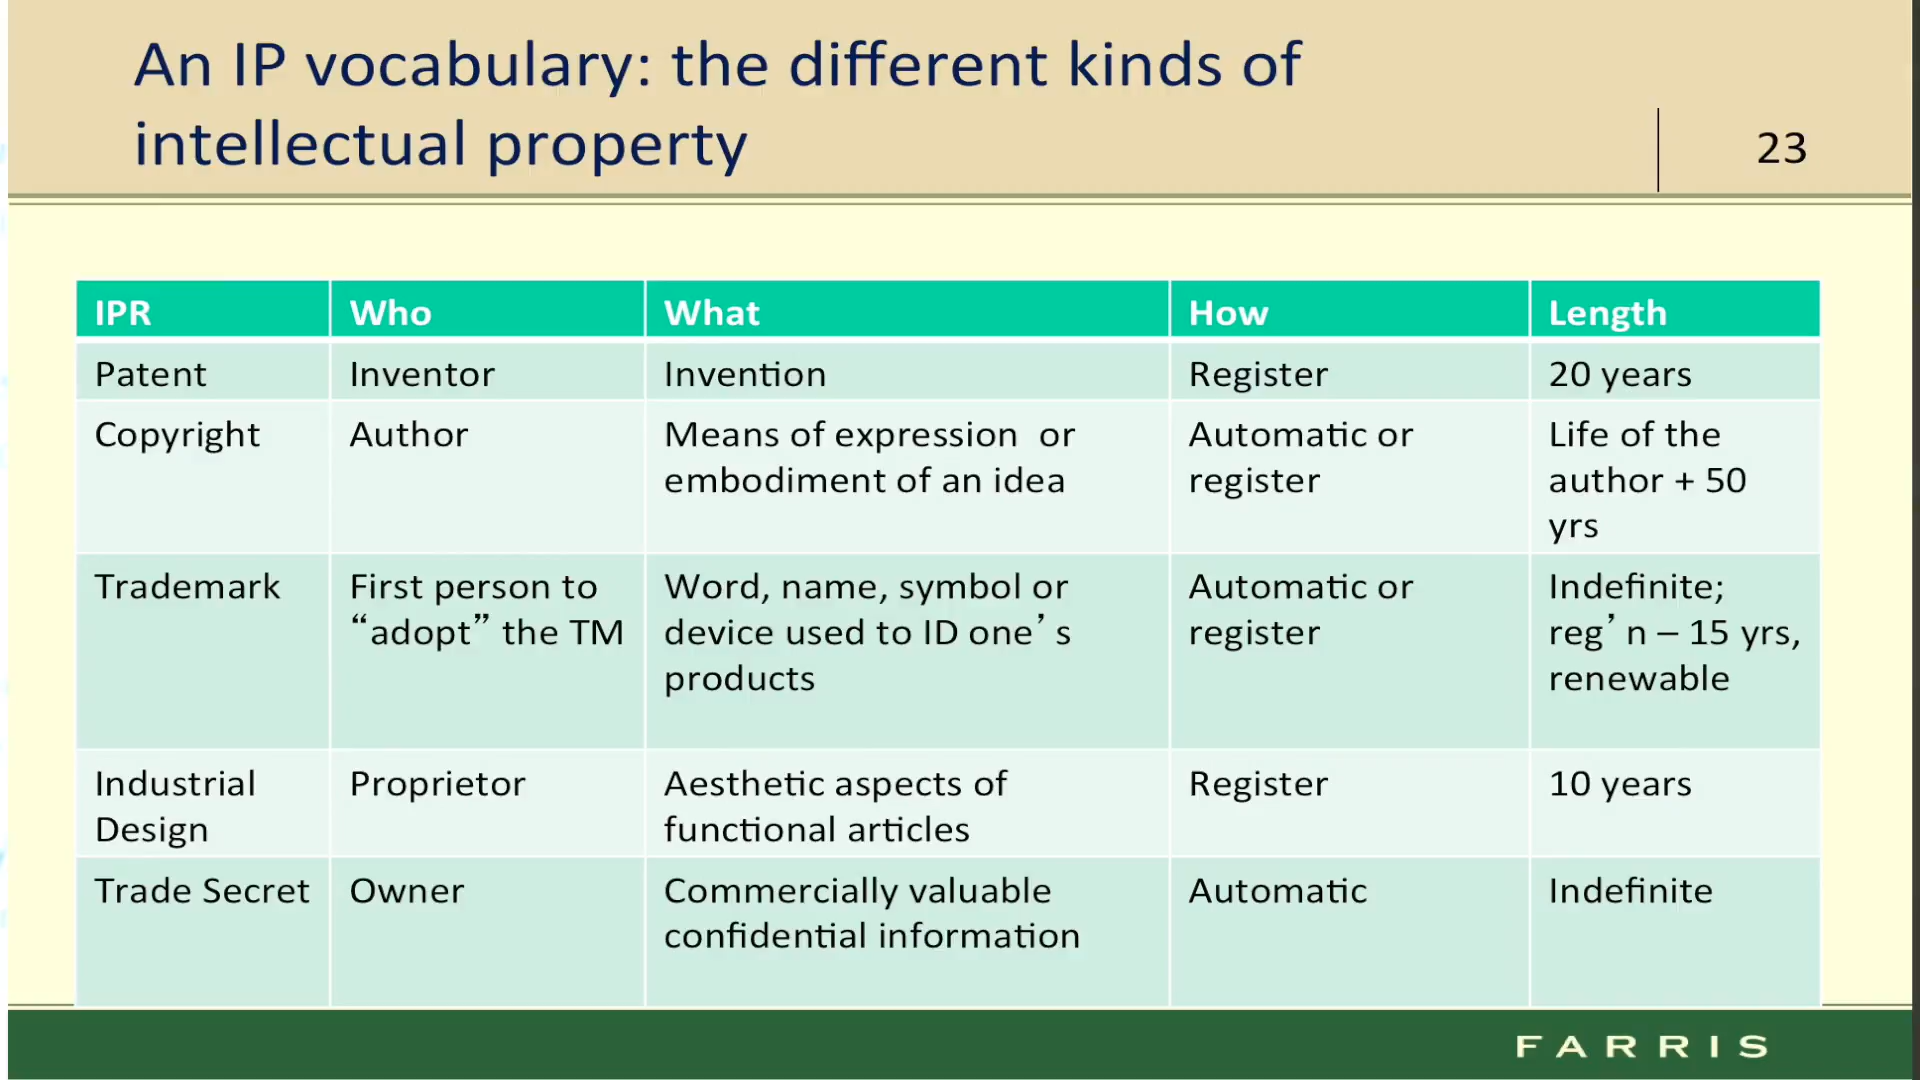 An IP vocabulary: the different kinds of
intellectual property
23
IPR Who What How Length
Patent Inventor Invention Register 20 years
Copyright Author Means of expression or Automatic or Life of the
embodiment of an idea register author + 50
yrs
Trademark First person to Word, name, symbol or Automatic or Indefinite;
“adopt” the TM device used to ID one’s register reg’n – 15 yrs,
products renewable
Industrial Proprietor Aesthetic aspects of Register 10 years
Design functional articles
Trade Secret Owner Commercially valuable Automatic Indefinite
confidential information
FARRIS